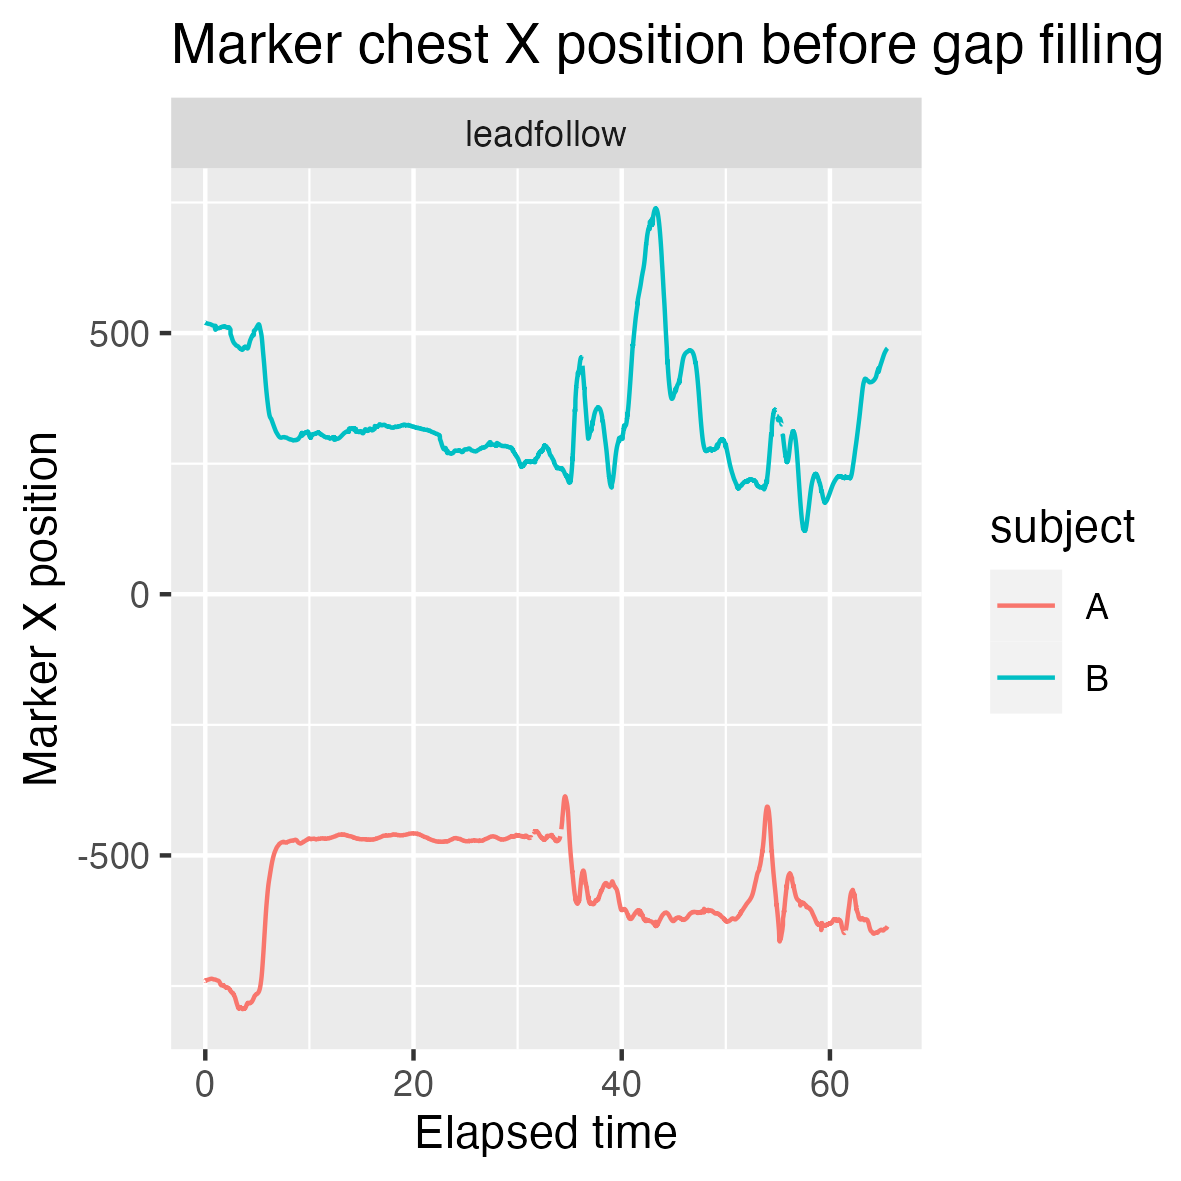 Marker chest X position before gap filling
leadfollow
Marker X position
500
0
-500
0 20 40 60
Elapsed time
subject
A
B